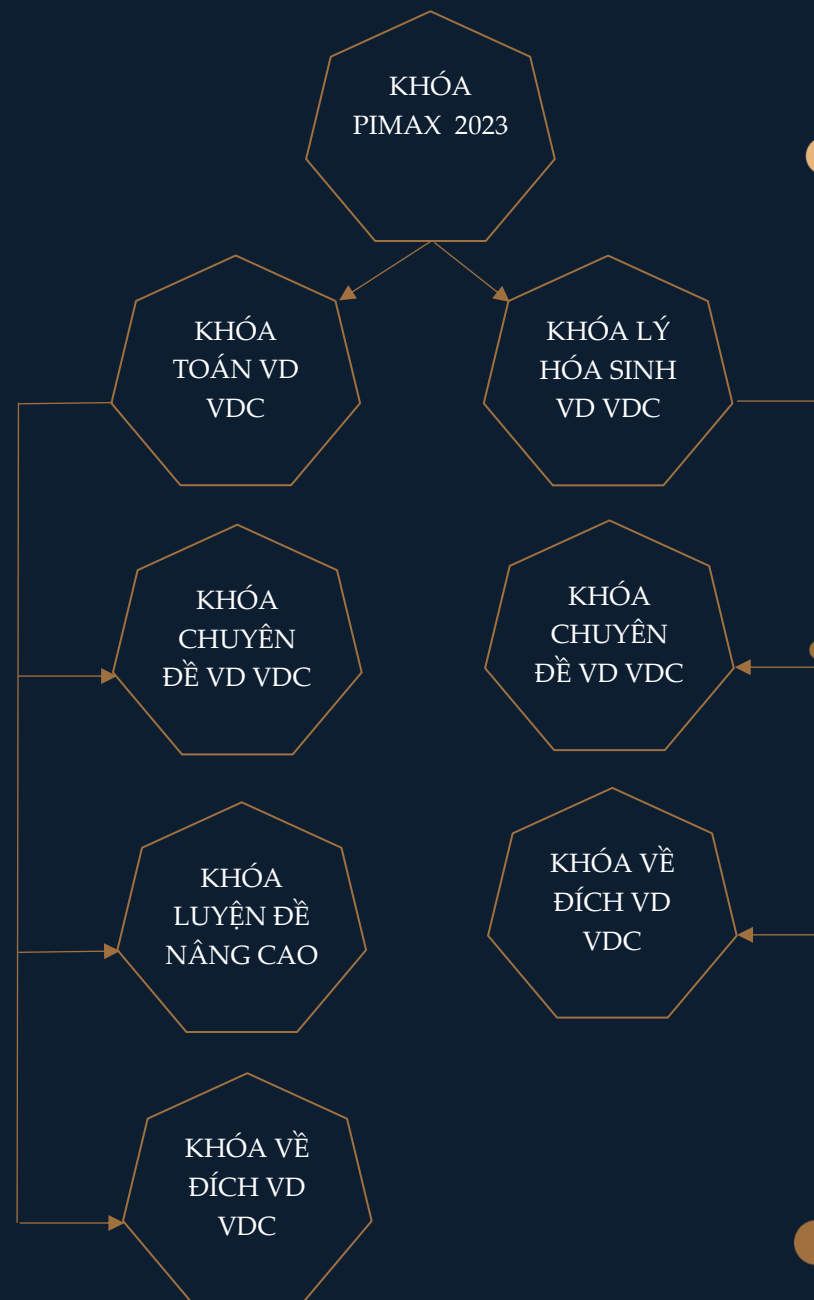 KHÓA
PIMAX 2023
KHÓA
TOÁN VD
VDC
KHÓA LÝ
HÓA SINH
VD VDC
KHÓA
CHUYÊN
ĐỀ VD VDC
KHÓA
CHUYÊN
ĐỀ VD VDC
KHÓA
LUYỆN ĐỀ
NÂNG CAO
KHÓA VỀ
ĐÍCH VD
VDC
KHÓA VỀ
ĐÍCH VD
VDC